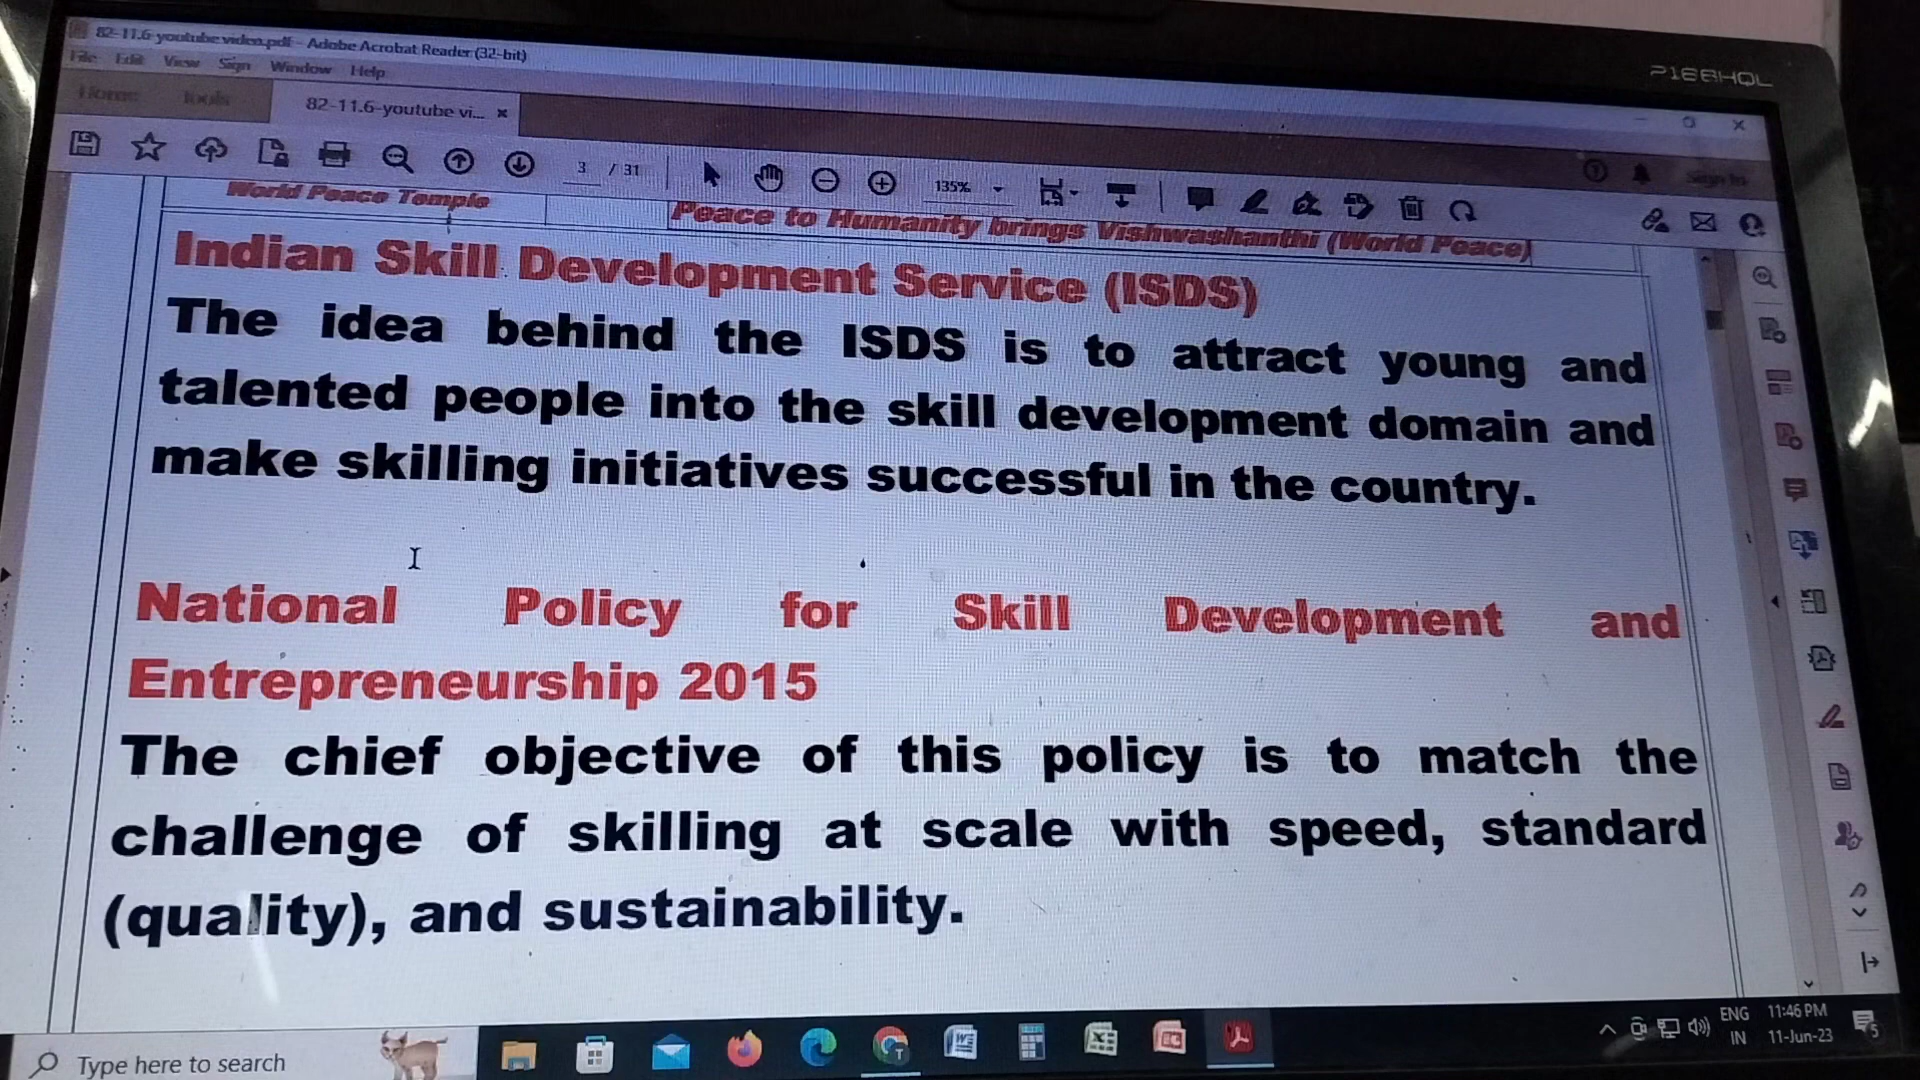 82-11.6-youtube video.pdf - Adobe Acrobat Reader (32-bit)
File Edit View Sign Window Help
Home Tools 82-11.6-youtube vi... ×
3 / 31 135%
Sign In
World Peace Temple
Peace to Humanity brings Vishwashanthi (World Peace)
Indian Skill Development Service (ISDS)
The idea behind the ISDS is to attract young and
talented people into the skill development domain and
make skilling initiatives successful in the country.
National Policy for Skill Development and
Entrepreneurship 2015
The chief objective of this policy is to match the
challenge of skilling at scale with speed, standard
(quality), and sustainability.
Type here to search
ENG 11:46 PM
IN 11-Jun-23
5